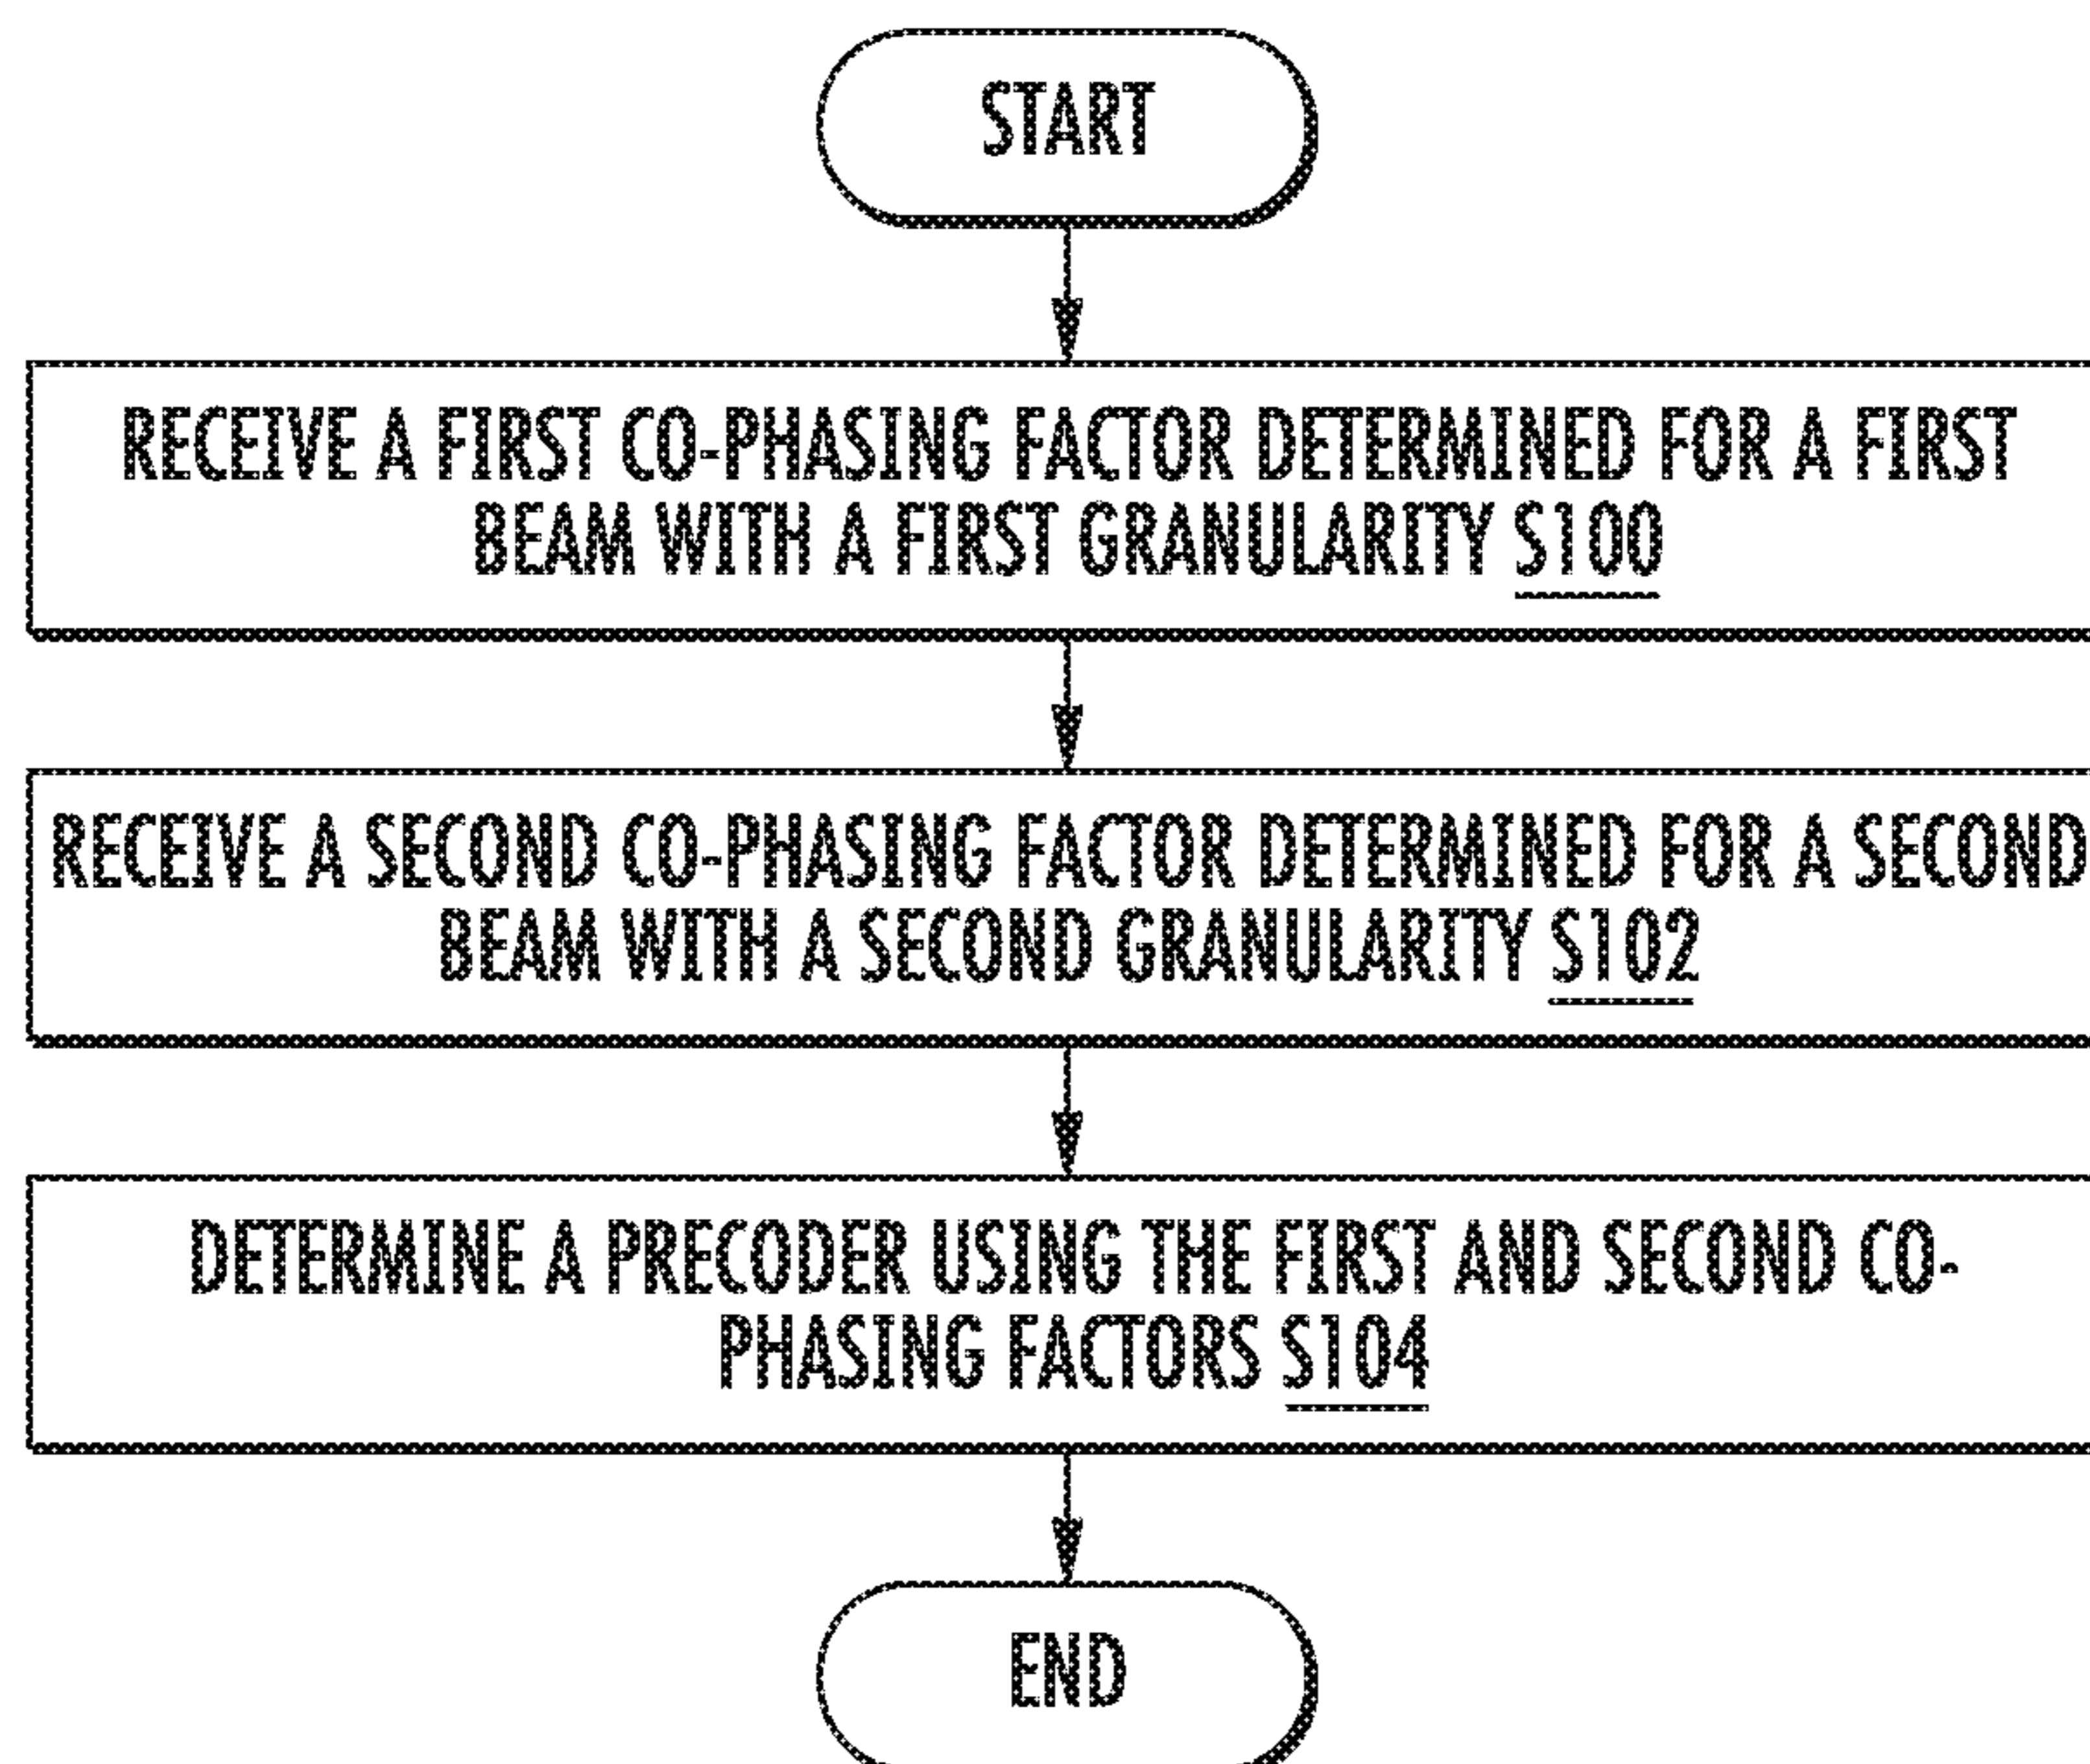 START
RECEIVE A FIRST CO-PHASING FACTOR DETERMINED FOR A FIRST
BEAM WITH A FIRST GRANULARITY S100
RECEIVE A SECOND CO-PHASING FACTOR DETERMINED FOR A SECOND
BEAM WITH A SECOND GRANULARITY S102
DETERMINE A PRECODER USING THE FIRST AND SECOND CO-
PHASING FACTORS S104
END